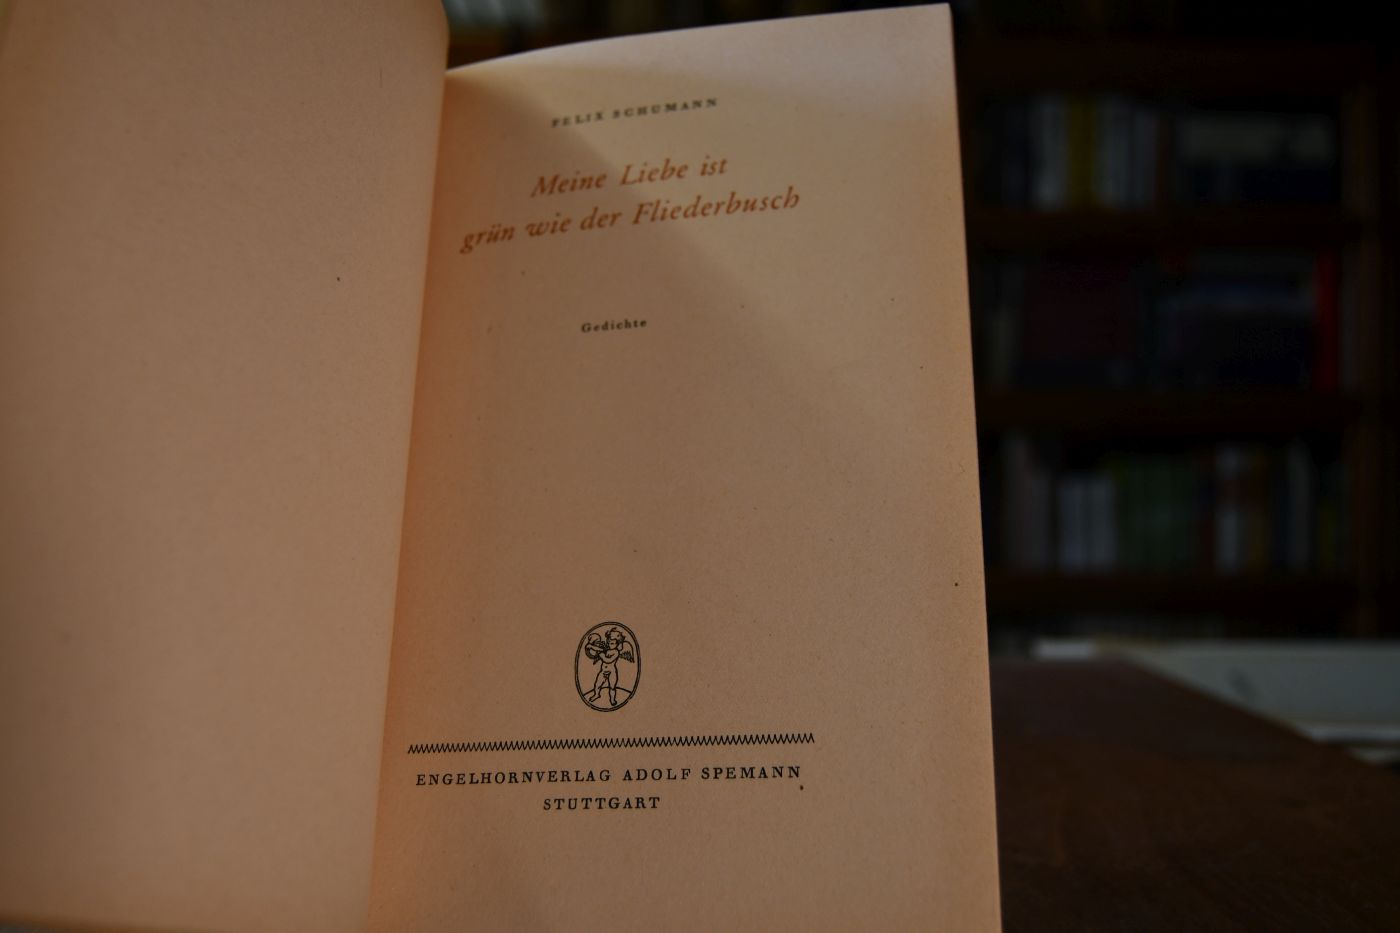 FELIX SCHUMANN
Meine Liebe ist
grün wie der Fliederbusch
Gedichte
ENGELHORNVERLAG ADOLF SPEMANN
STUTTGART